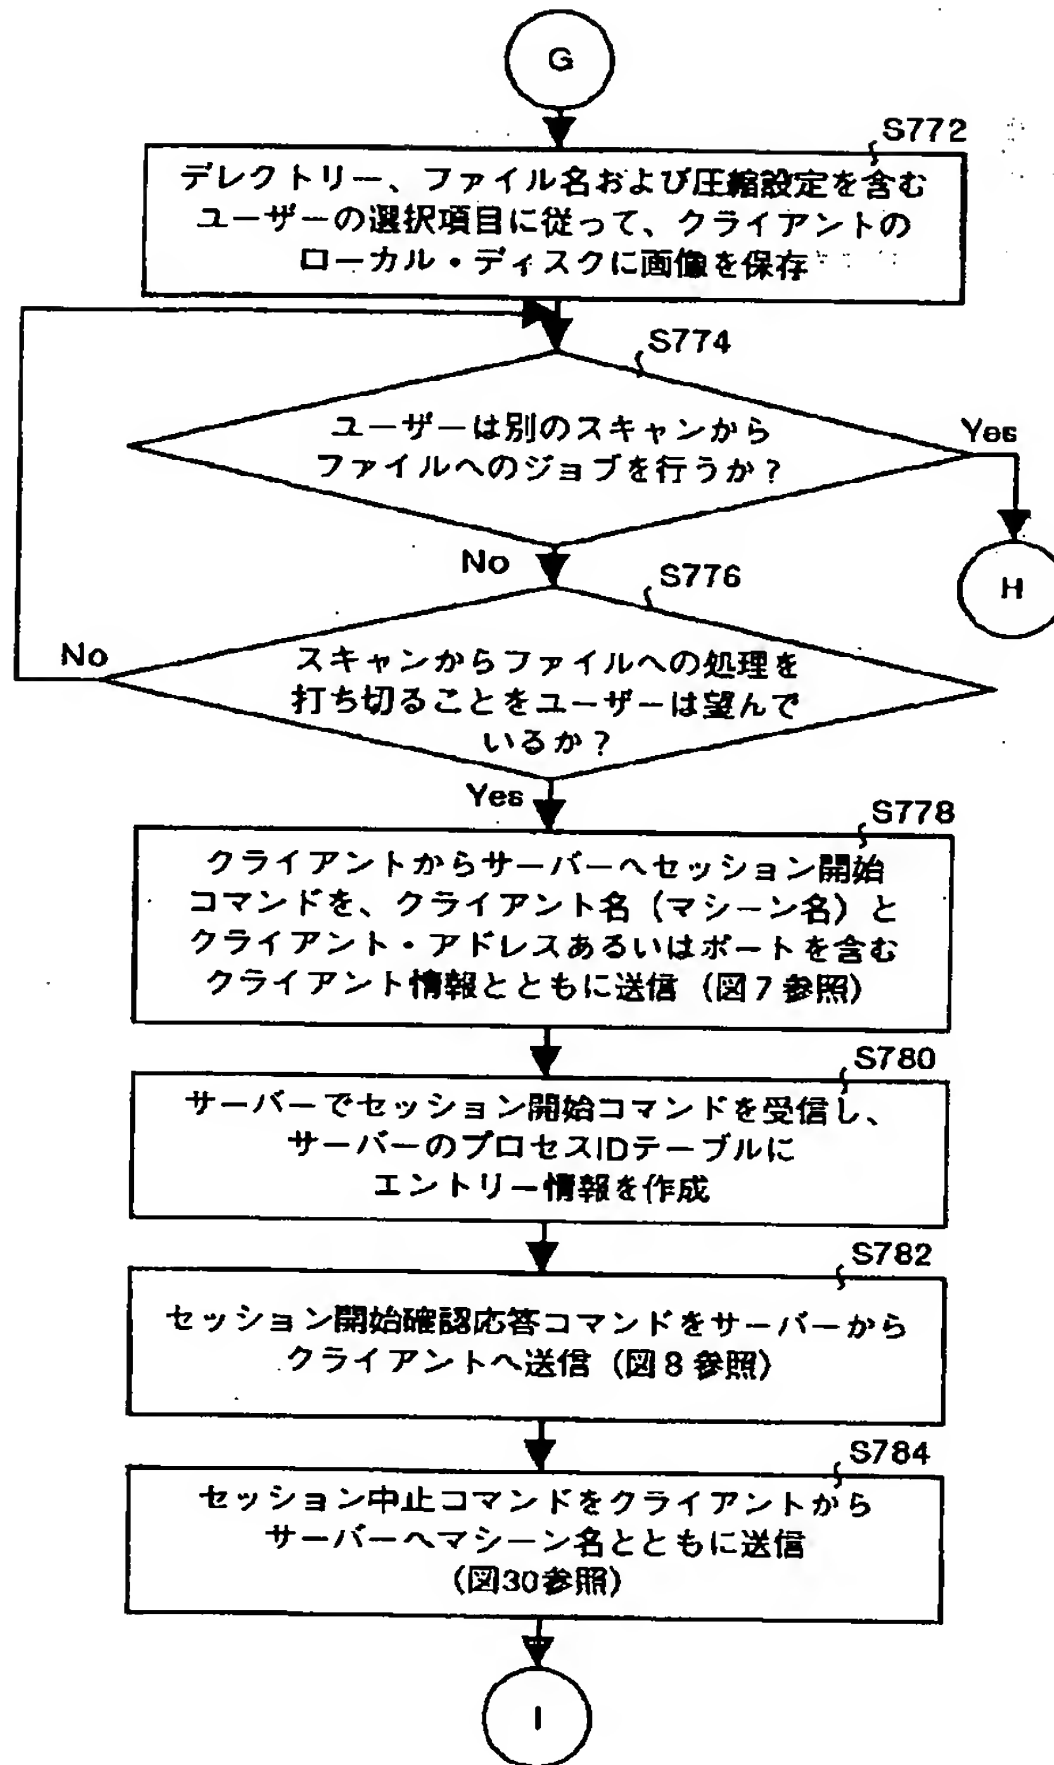 G
S772
デレクトリー、ファイル名および圧縮設定を含む
ユーザーの選択項目に従って、クライアントの
ローカル・ディスクに画像を保存
S774
ユーザーは別のスキャンから
ファイルへのジョブを行うか？
Yes
No
H
S776
No
スキャンからファイルへの処理を
打ち切ることをユーザーは望んで
いるか？
Yes
S778
クライアントからサーバーへセッション開始
コマンドを、クライアント名（マシーン名）と
クライアント・アドレスあるいはポートを含む
クライアント情報とともに送信（図７参照）
S780
サーバーでセッション開始コマンドを受信し、
サーバーのプロセスIDテーブルに
エントリー情報を作成
S782
セッション開始確認応答コマンドをサーバーから
クライアントへ送信（図８参照）
S784
セッション中止コマンドをクライアントから
サーバーへマシーン名とともに送信
（図30参照）
I